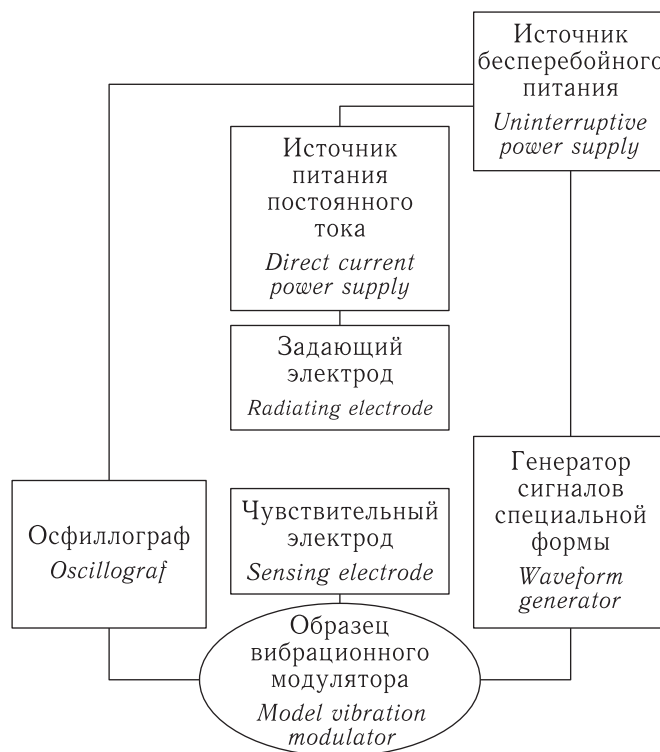 Источник
бесперебойного
питания
Uninterruptive
power supply
Источник
питания
постоянного
тока
Direct current
power supply
Задающий
электрод
Radiating electrode
Осфиллограф
Oscillograf
Чувствительный
электрод
Sensing electrode
Генератор
сигналов
специальной
формы
Waveform
generator
Образец
вибрационного
модулятора
Model vibration
modulator